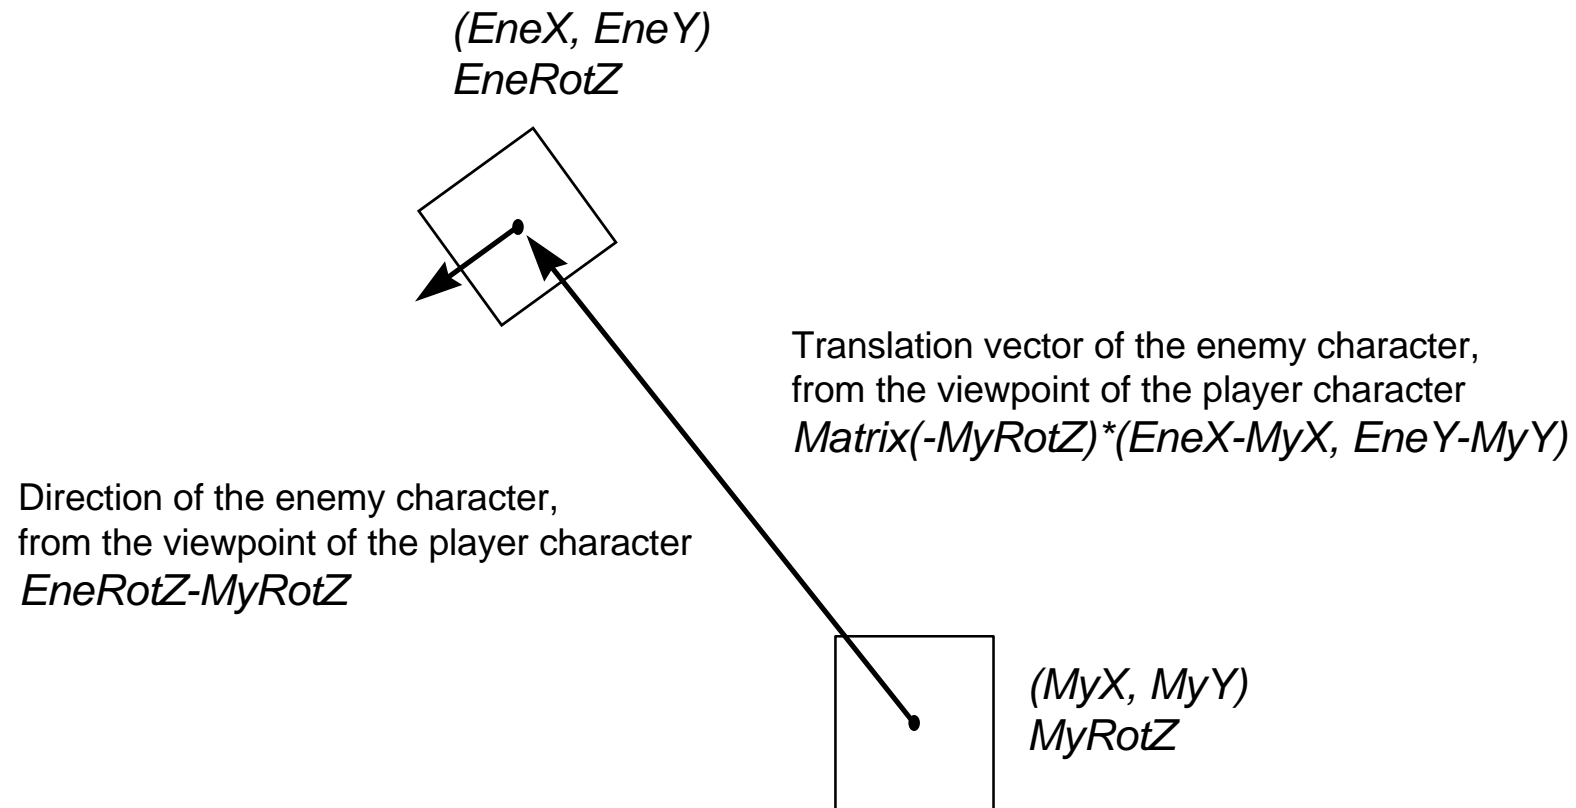 (EneX, EneY)
EneRotZ
Translation vector of the enemy character,
from the viewpoint of the player character
Matrix(-MyRotZ)*(EneX-MyX, EneY-MyY)
Direction of the enemy character,
from the viewpoint of the player character
EneRotZ-MyRotZ
(MyX, MyY)
MyRotZ